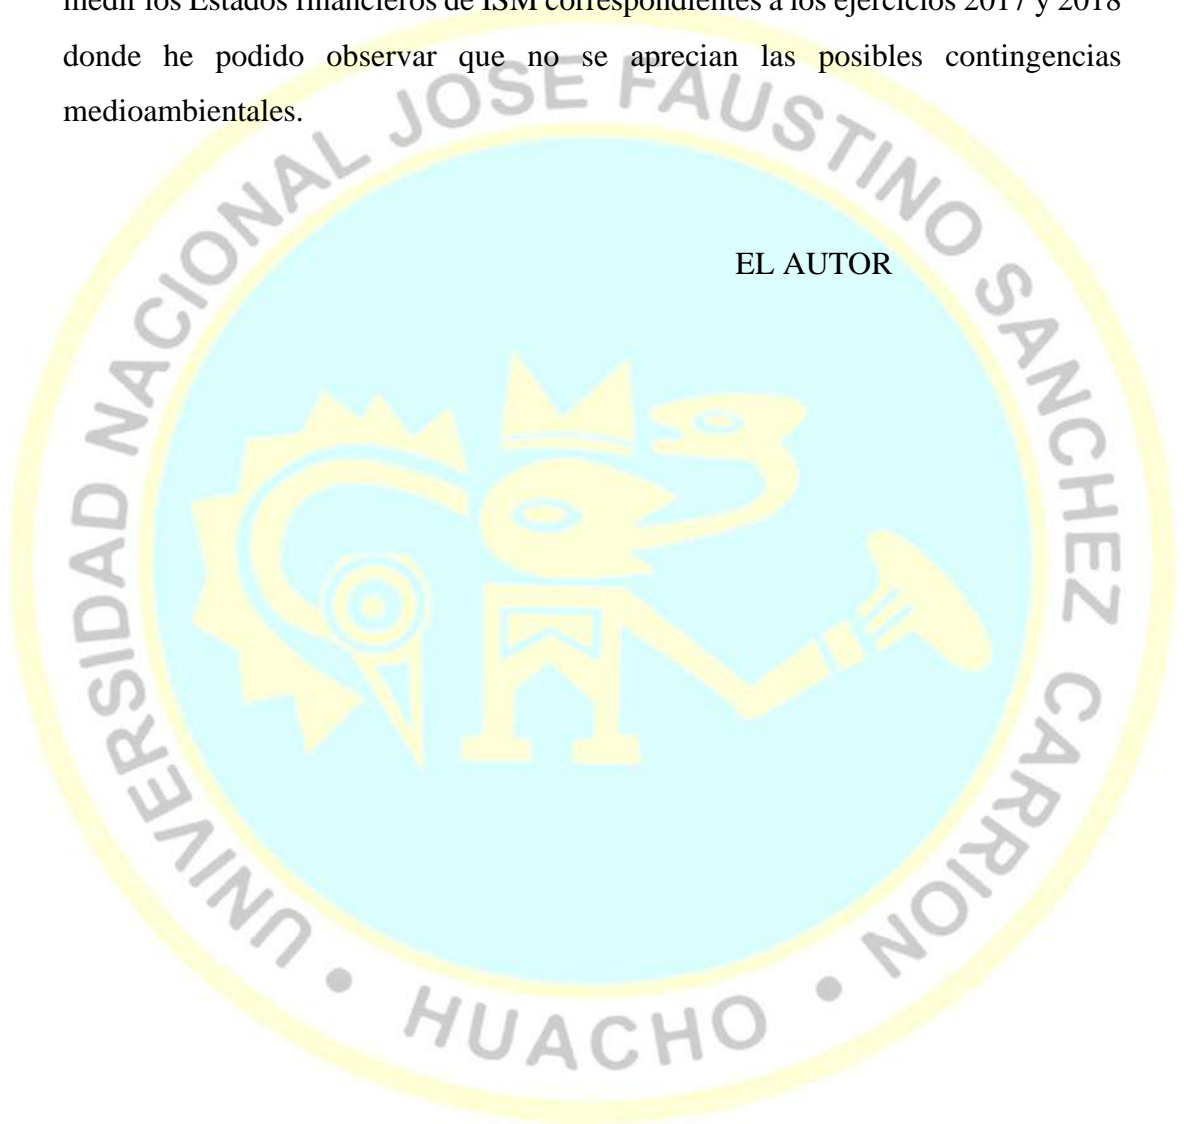 medir los Estados financieros de ISM correspondientes a los ejercicios 2017 y 2018
donde he podido observar que no se aprecian las posibles contingencias
medioambientales.
EL AUTOR
UNIVERSIDAD NACIONAL JOSE FAUSTINO SANCHEZ CARRION • HUACHO •